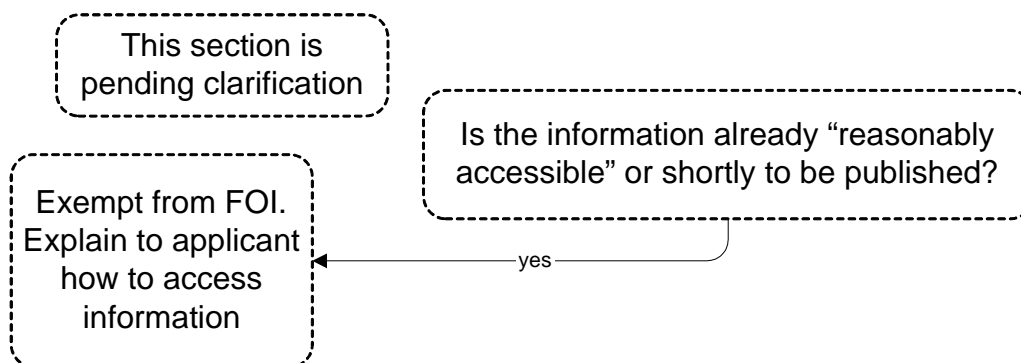 This section is
pending clarification
Is the information already “reasonably
accessible” or shortly to be published?
Exempt from FOI.
Explain to applicant
how to access
information
yes